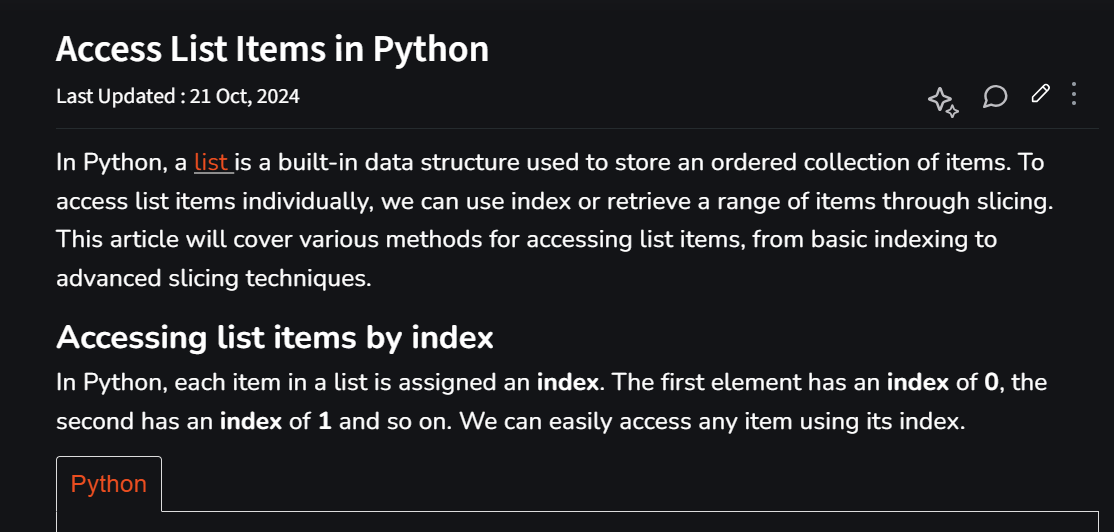 Access List Items in Python
Last Updated : 21 Oct, 2024
In Python, a list is a built-in data structure used to store an ordered collection of items. To
access list items individually, we can use index or retrieve a range of items through slicing.
This article will cover various methods for accessing list items, from basic indexing to
advanced slicing techniques.
Accessing list items by index
In Python, each item in a list is assigned an index. The first element has an index of 0, the
second has an index of 1 and so on. We can easily access any item using its index.
Python